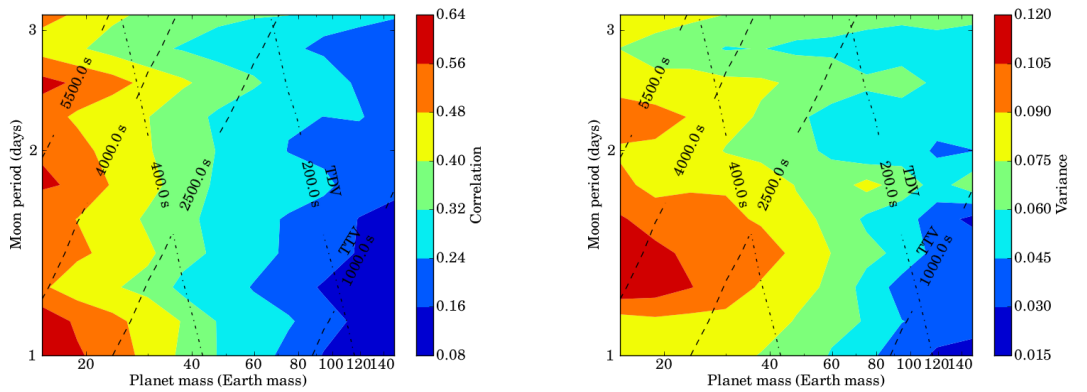 3
2
1
Moon period (days)
5500.0 s
4000.0 s
400.0 s
2500.0 s
200.0 s
TDV
TTV
1000.0 s
20
40
60
80
100
120
140
Planet mass (Earth mass)
0.64
0.56
0.48
0.40
0.32
0.24
0.16
0.08
Correlation
3
2
1
Moon period (days)
5500.0 s
4000.0 s
400.0 s
2500.0 s
200.0 s
TDV
TTV
1000.0 s
20
40
60
80
100
120
140
Planet mass (Earth mass)
0.120
0.105
0.090
0.075
0.060
0.045
0.030
0.015
Variance